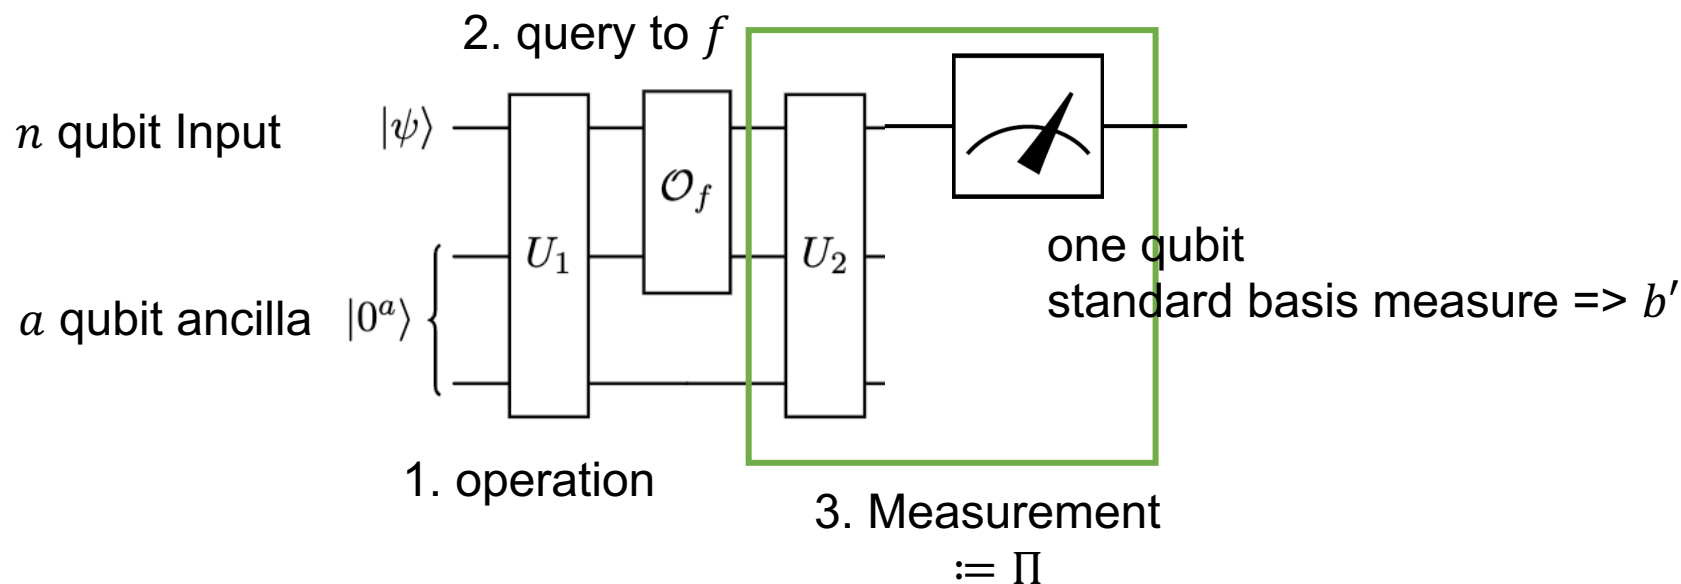 2. query to f
n qubit Input
|ψ⟩
𝒪_f
U₁
U₂
one qubit
standard basis measure => b′
a qubit ancilla
|0ᵃ⟩
1. operation
3. Measurement
≔ Π